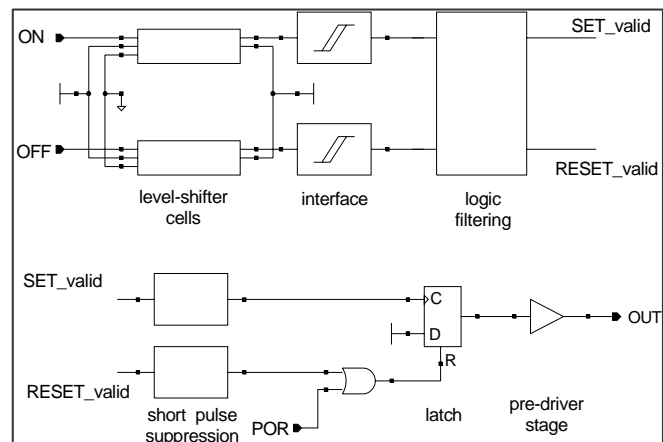 ON
SET_valid
OFF
RESET_valid
level-shifter
cells
interface
logic
filtering
SET_valid
C
D
R
OUT
RESET_valid
short pulse
suppression
POR
latch
pre-driver
stage